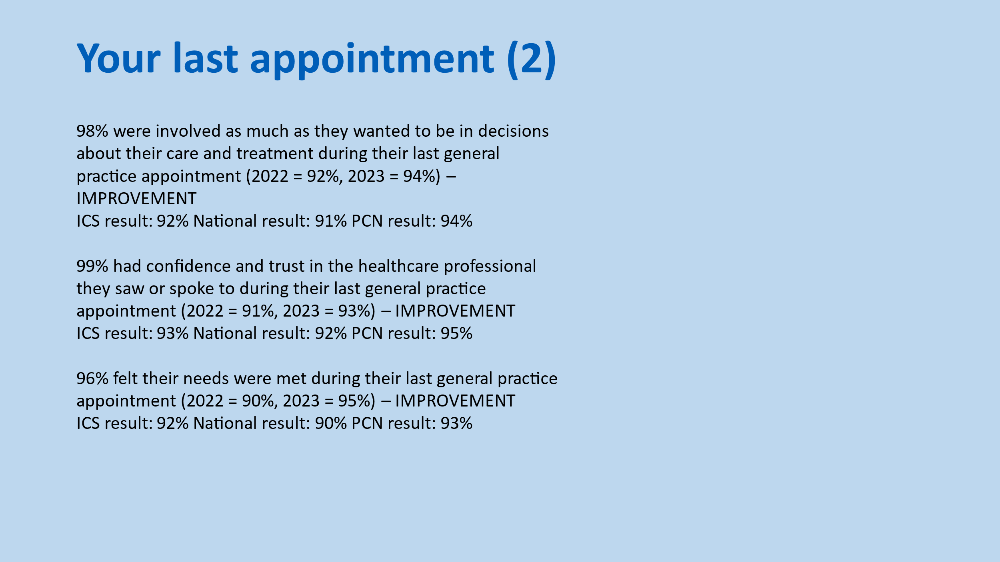 Your last appointment (2)
98% were involved as much as they wanted to be in decisions
about their care and treatment during their last general
practice appointment (2022 = 92%, 2023 = 94%) –
IMPROVEMENT
ICS result: 92% National result: 91% PCN result: 94%
99% had confidence and trust in the healthcare professional
they saw or spoke to during their last general practice
appointment (2022 = 91%, 2023 = 93%) – IMPROVEMENT
ICS result: 93% National result: 92% PCN result: 95%
96% felt their needs were met during their last general practice
appointment (2022 = 90%, 2023 = 95%) – IMPROVEMENT
ICS result: 92% National result: 90% PCN result: 93%